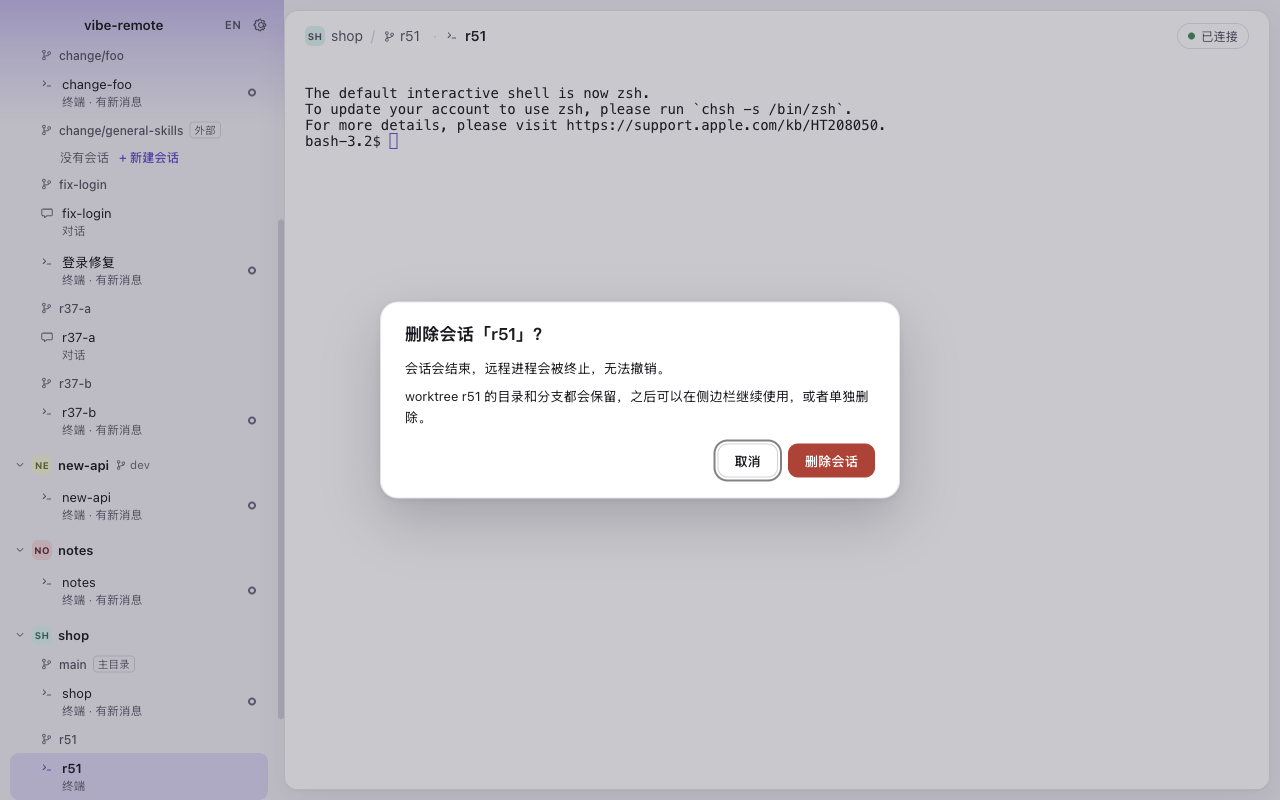 vibe-remote
EN
change/foo
change-foo
终端 · 有新消息
change/general-skills 外部
没有会话 + 新建会话
fix-login
fix-login
对话
登录修复
终端 · 有新消息
r37-a
r37-a
对话
r37-b
r37-b
终端 · 有新消息
NE new-api dev
new-api
终端 · 有新消息
NO notes
notes
终端 · 有新消息
SH shop
main 主目录
shop
终端 · 有新消息
r51
r51
终端
SH shop / r51 · r51
已连接
The default interactive shell is now zsh.
To update your account to use zsh, please run `chsh -s /bin/zsh`.
For more details, please visit https://support.apple.com/kb/HT208050.
bash-3.2$
删除会话「r51」?
会话会结束，远程进程会被终止，无法撤销。
worktree r51 的目录和分支都会保留，之后可以在侧边栏继续使用，或者单独删
除。
取消
删除会话